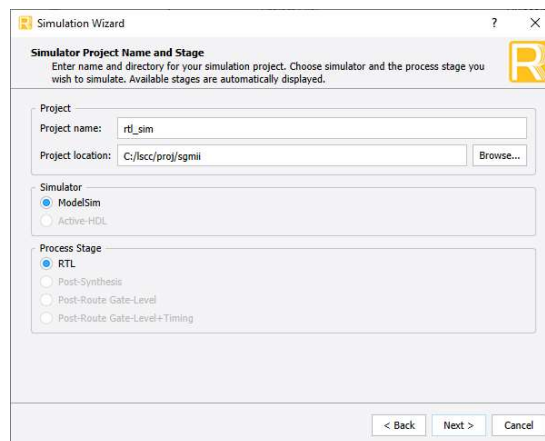 Simulation Wizard
?
Simulator Project Name and Stage
Enter name and directory for your simulation project. Choose simulator and the process stage you
wish to simulate. Available stages are automatically displayed.
Project
Project name: rtl_sim
Project location: C:/lscc/proj/sgmii Browse...
Simulator
ModelSim
Active-HDL
Process Stage
RTL
Post-Synthesis
Post-Route Gate-Level
Post-Route Gate-Level+Timing
< Back Next > Cancel